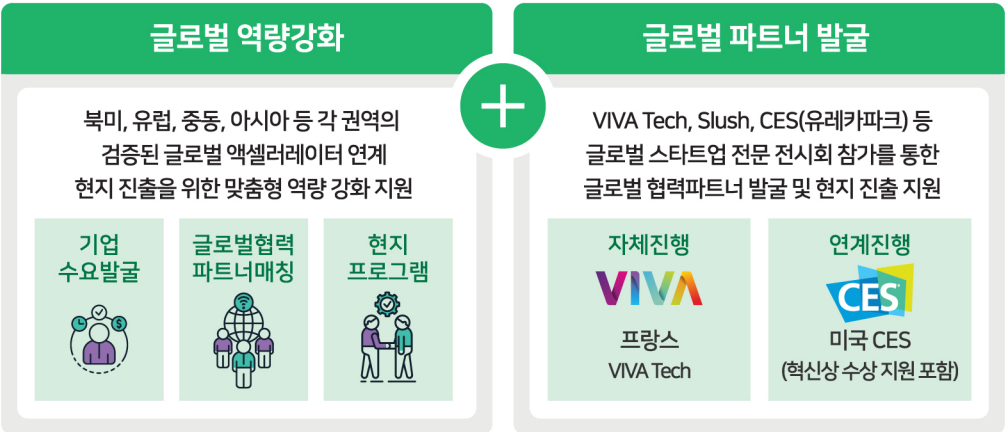 글로벌 역량강화
북미, 유럽, 중동, 아시아 등 각 권역의
검증된 글로벌 액셀러레이터 연계
현지 진출을 위한 맞춤형 역량 강화 지원
기업
수요발굴
글로벌협력
파트너매칭
현지
프로그램
$
+
글로벌 파트너 발굴
VIVA Tech, Slush, CES(유레카파크) 등
글로벌 스타트업 전문 전시회 참가를 통한
글로벌 협력파트너 발굴 및 현지 진출 지원
자체진행
VIVA
프랑스
VIVA Tech
연계진행
CES
미국 CES
(혁신상 수상 지원 포함)